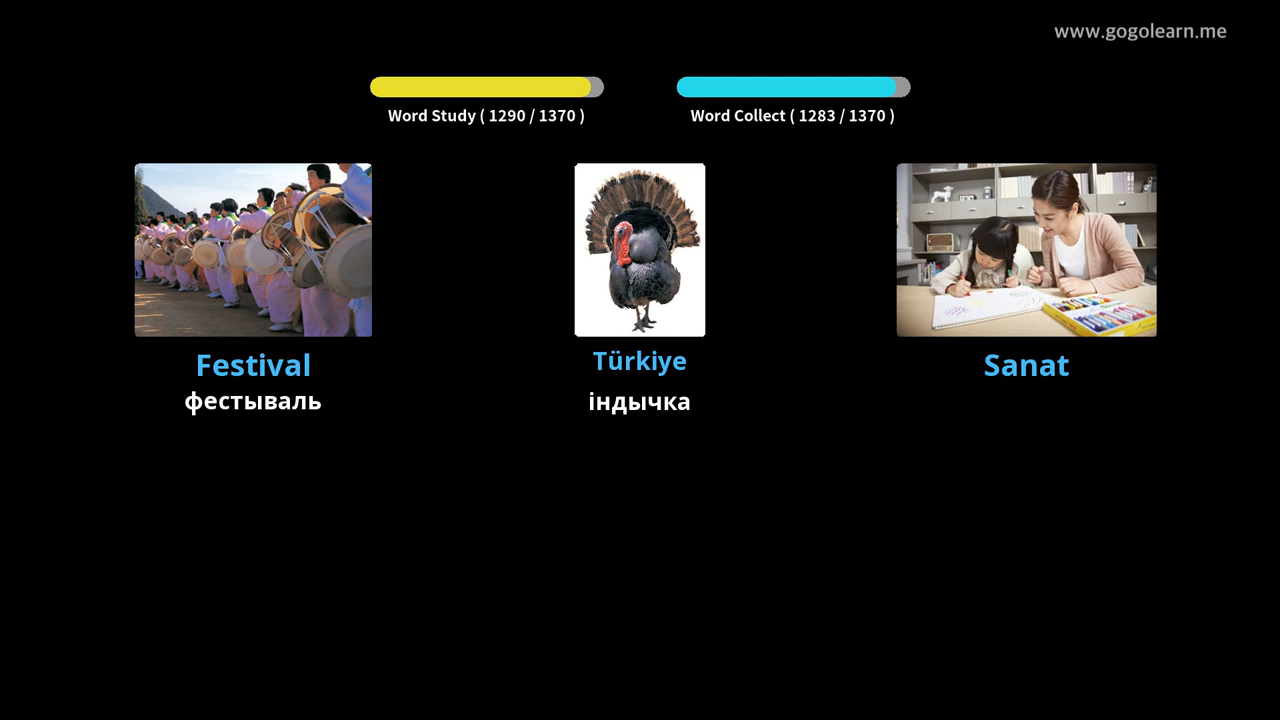 www.gogolearn.me
Word Study ( 1290 / 1370 )
Word Collect ( 1283 / 1370 )
Festival
фестываль
Türkiye
індычка
Sanat